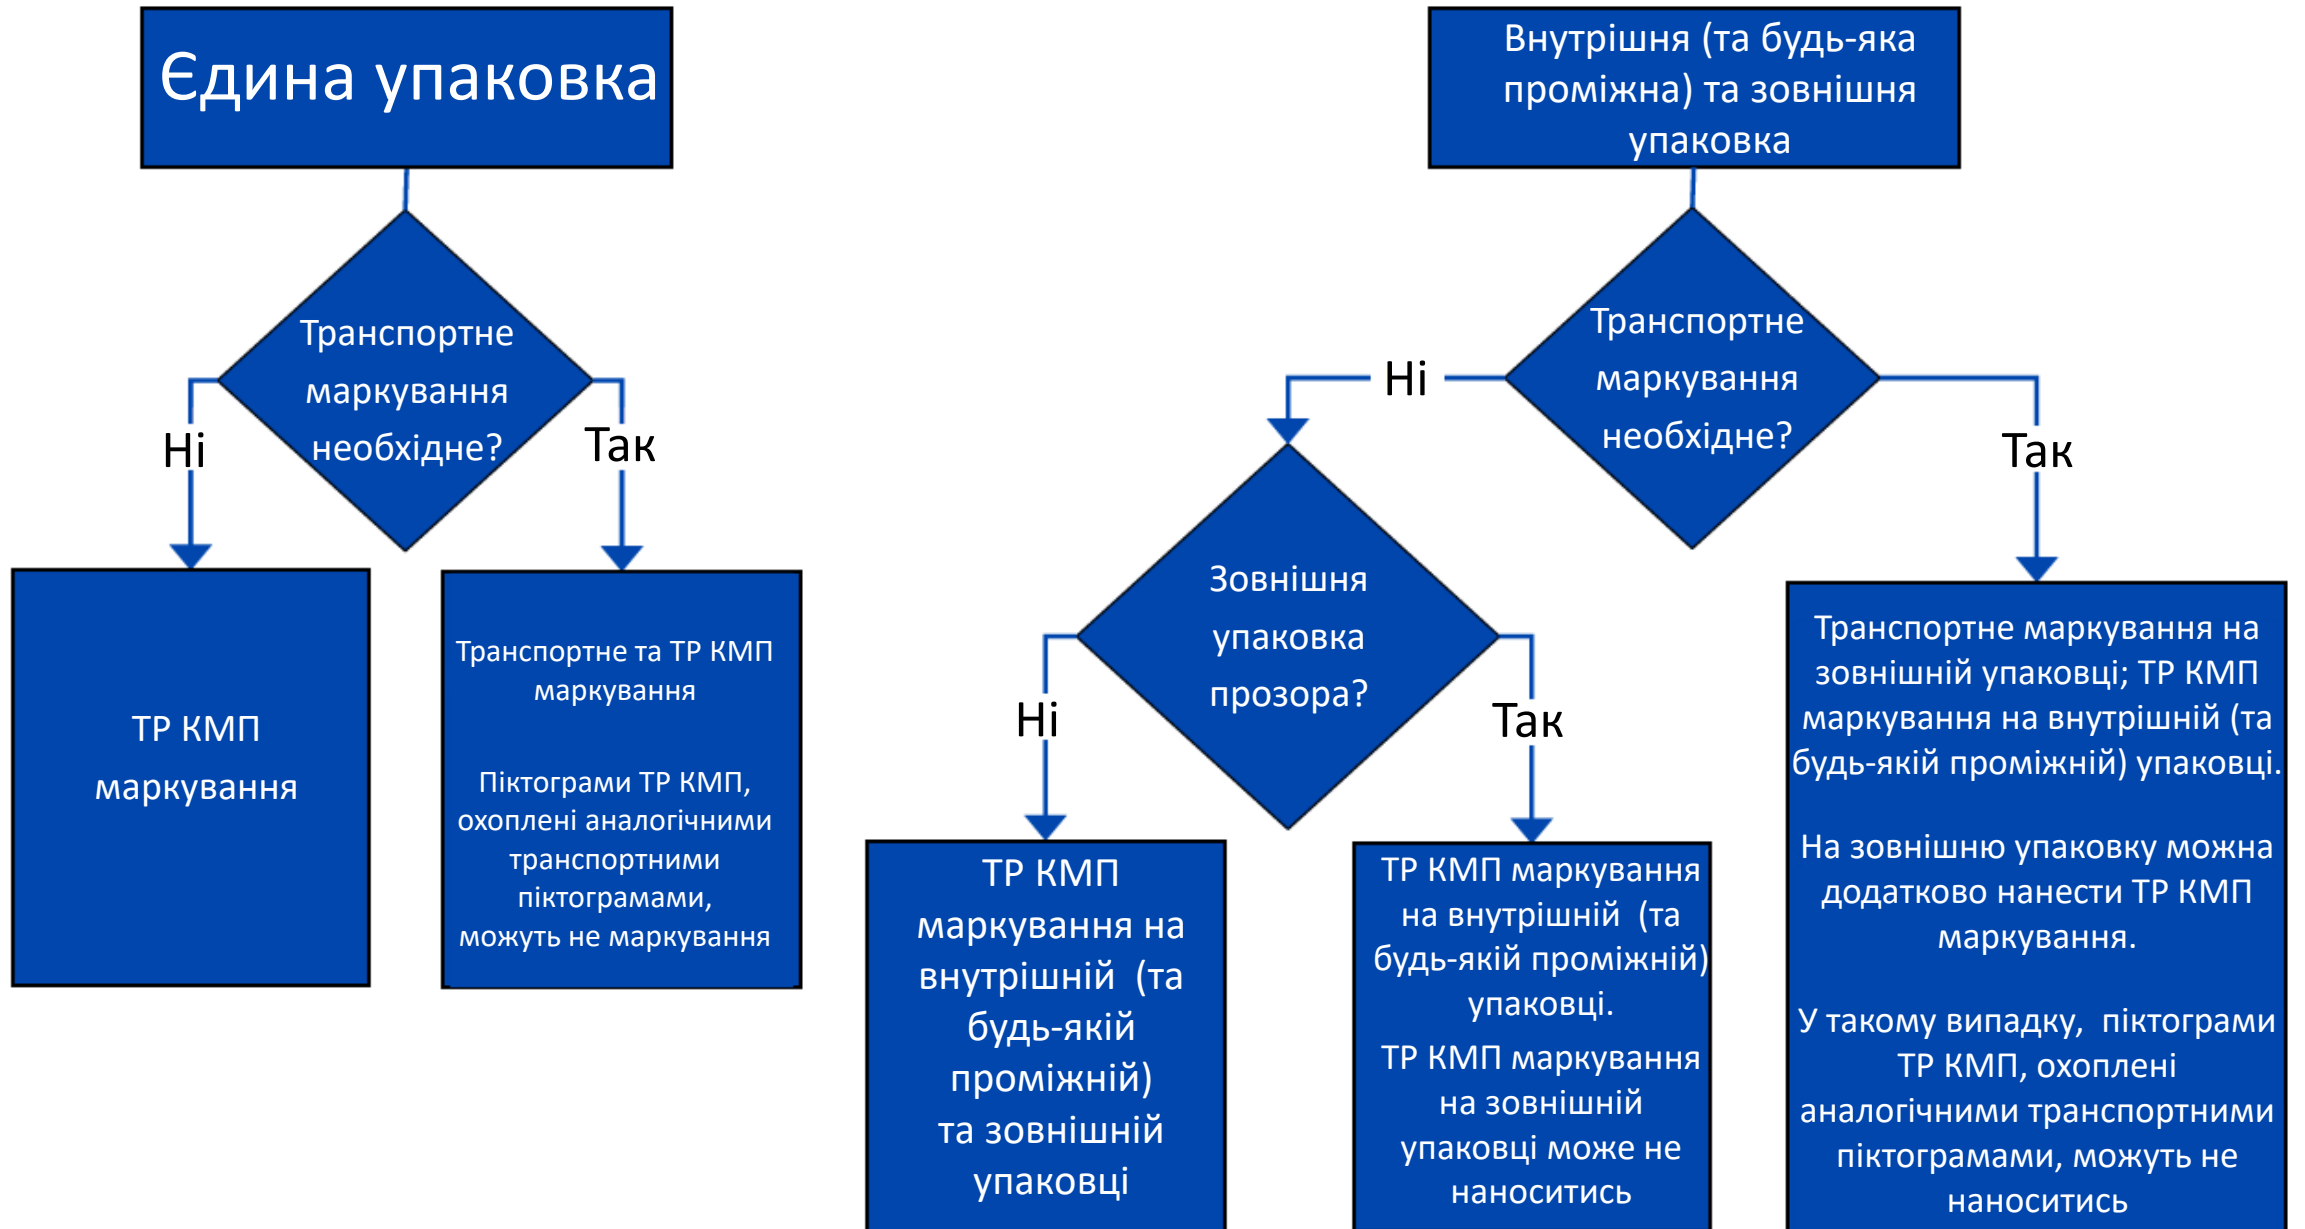 Єдина упаковка
Транспортне
маркування
необхідне?
Ні
Так
ТР КМП
маркування
Транспортне та ТР КМП
маркування
Піктограми ТР КМП,
охоплені аналогічними
транспортними
піктограмами,
можуть не маркування
Внутрішня (та будь-яка
проміжна) та зовнішня
упаковка
Транспортне
маркування
необхідне?
Ні
Так
Зовнішня
упаковка
прозора?
Ні
Так
ТР КМП
маркування на
внутрішній (та
будь-якій
проміжній)
та зовнішній
упаковці
ТР КМП маркування
на внутрішній (та
будь-якій проміжній)
упаковці.
ТР КМП маркування
на зовнішній
упаковці може не
наноситись
Транспортне маркування на
зовнішній упаковці; ТР КМП
маркування на внутрішній (та
будь-якій проміжній) упаковці.
На зовнішню упаковку можна
додатково нанести ТР КМП
маркування.
У такому випадку, піктограми
ТР КМП, охоплені
аналогічними транспортними
піктограмами, можуть не
наноситись